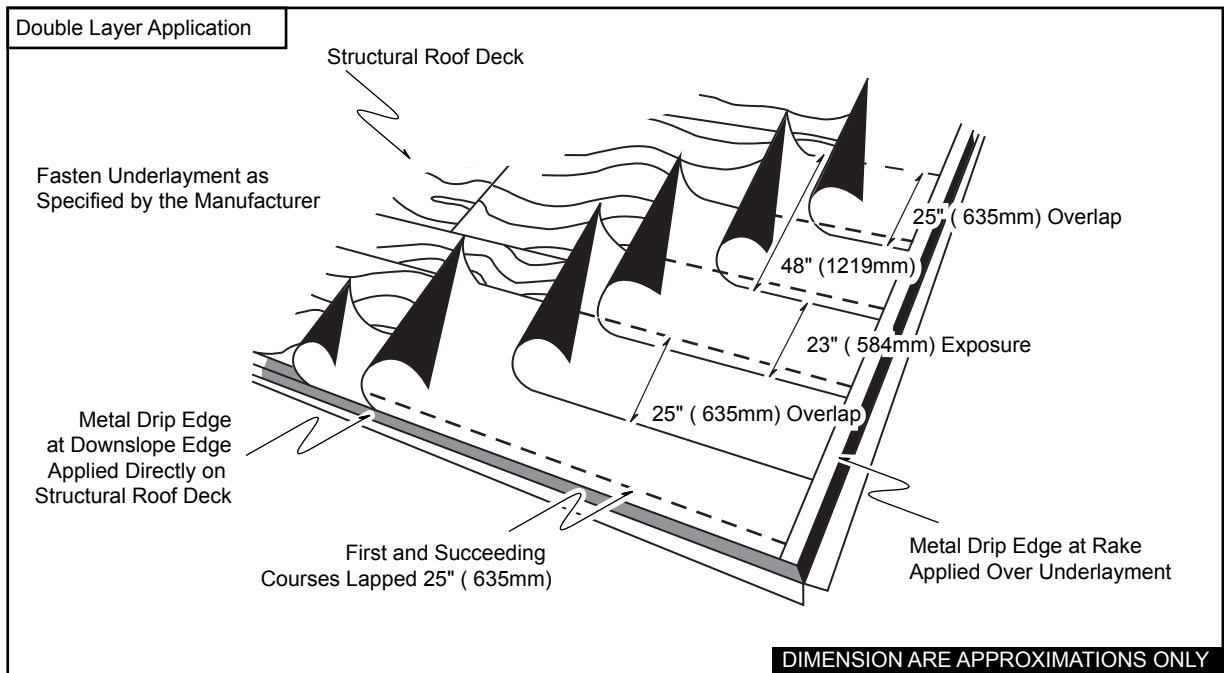 Double Layer Application
Structural Roof Deck
Fasten Underlayment as
Specified by the Manufacturer
25" ( 635mm) Overlap
48" (1219mm)
23" ( 584mm) Exposure
25" ( 635mm) Overlap
Metal Drip Edge
at Downslope Edge
Applied Directly on
Structural Roof Deck
First and Succeeding
Courses Lapped 25" ( 635mm)
Metal Drip Edge at Rake
Applied Over Underlayment
DIMENSION ARE APPROXIMATIONS ONLY